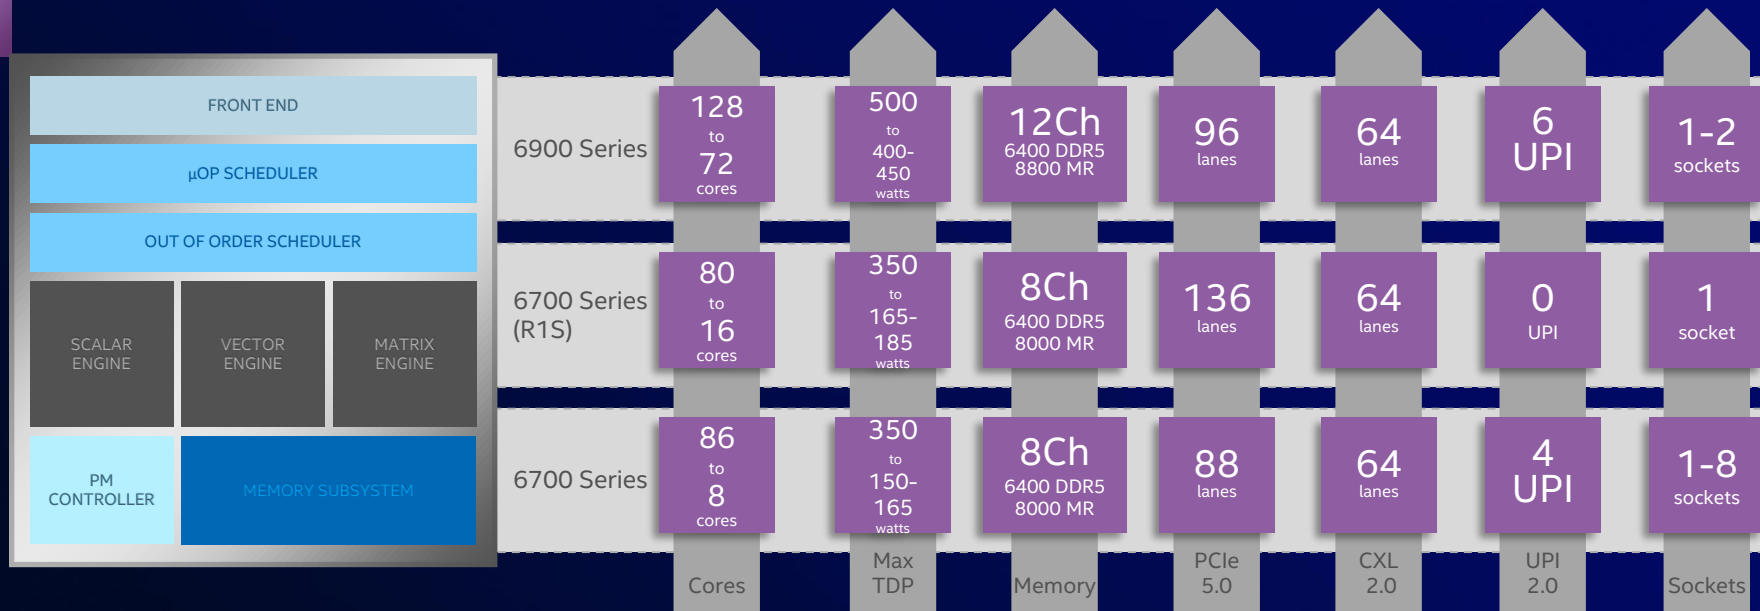 FRONT END
µOP SCHEDULER
OUT OF ORDER SCHEDULER
SCALAR
ENGINE
VECTOR
ENGINE
MATRIX
ENGINE
PM
CONTROLLER
MEMORY SUBSYSTEM
6900 Series
128
to
72
cores
500
to
400-
450
watts
12Ch
6400 DDR5
8800 MR
96
lanes
64
lanes
6
UPI
1-2
sockets
6700 Series
(R1S)
80
to
16
cores
350
to
165-
185
watts
8Ch
6400 DDR5
8000 MR
136
lanes
64
lanes
0
UPI
1
socket
6700 Series
86
to
8
cores
350
to
150-
165
watts
8Ch
6400 DDR5
8000 MR
88
lanes
64
lanes
4
UPI
1-8
sockets
Cores
Max
TDP
Memory
PCIe
5.0
CXL
2.0
UPI
2.0
Sockets